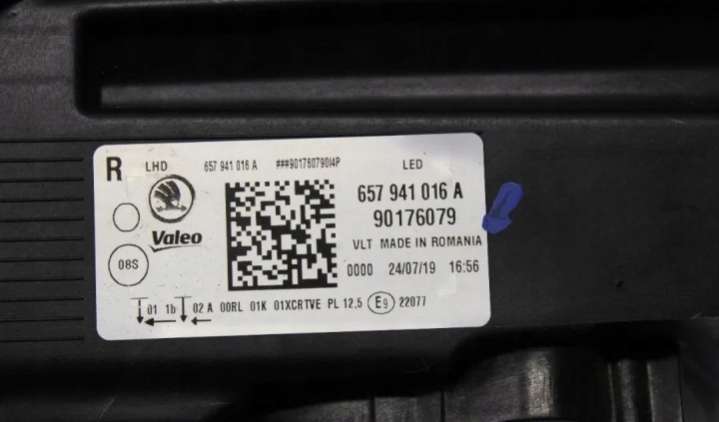 R LHD 657 941 016 A ###90176079014P LED
657 941 016 A
90176079
Valeo
VLT MADE IN ROMANIA
08S
0000 24/07/19 16:56
01 1b 02 A 00RL 01K 01XCRTVE PL 12,5 E9 22077